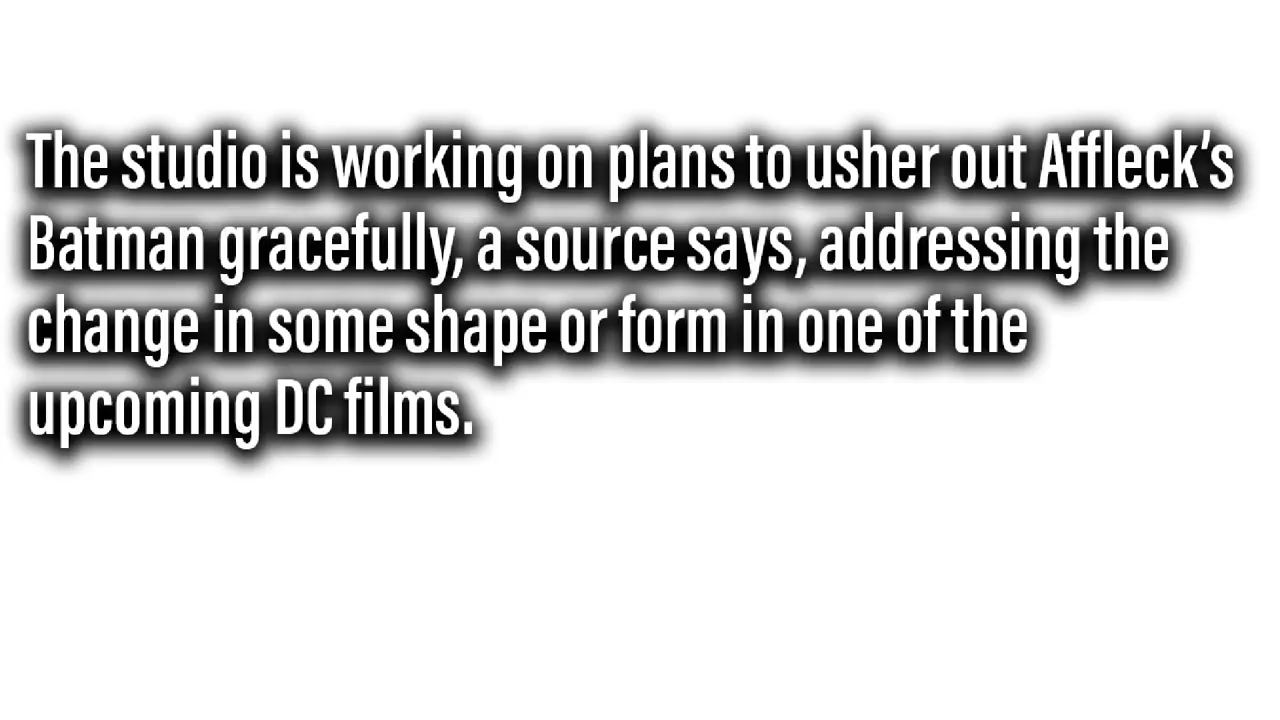 The studio is working on plans to usher out Affleck’s
Batman gracefully, a source says, addressing the
change in some shape or form in one of the
upcoming DC films.